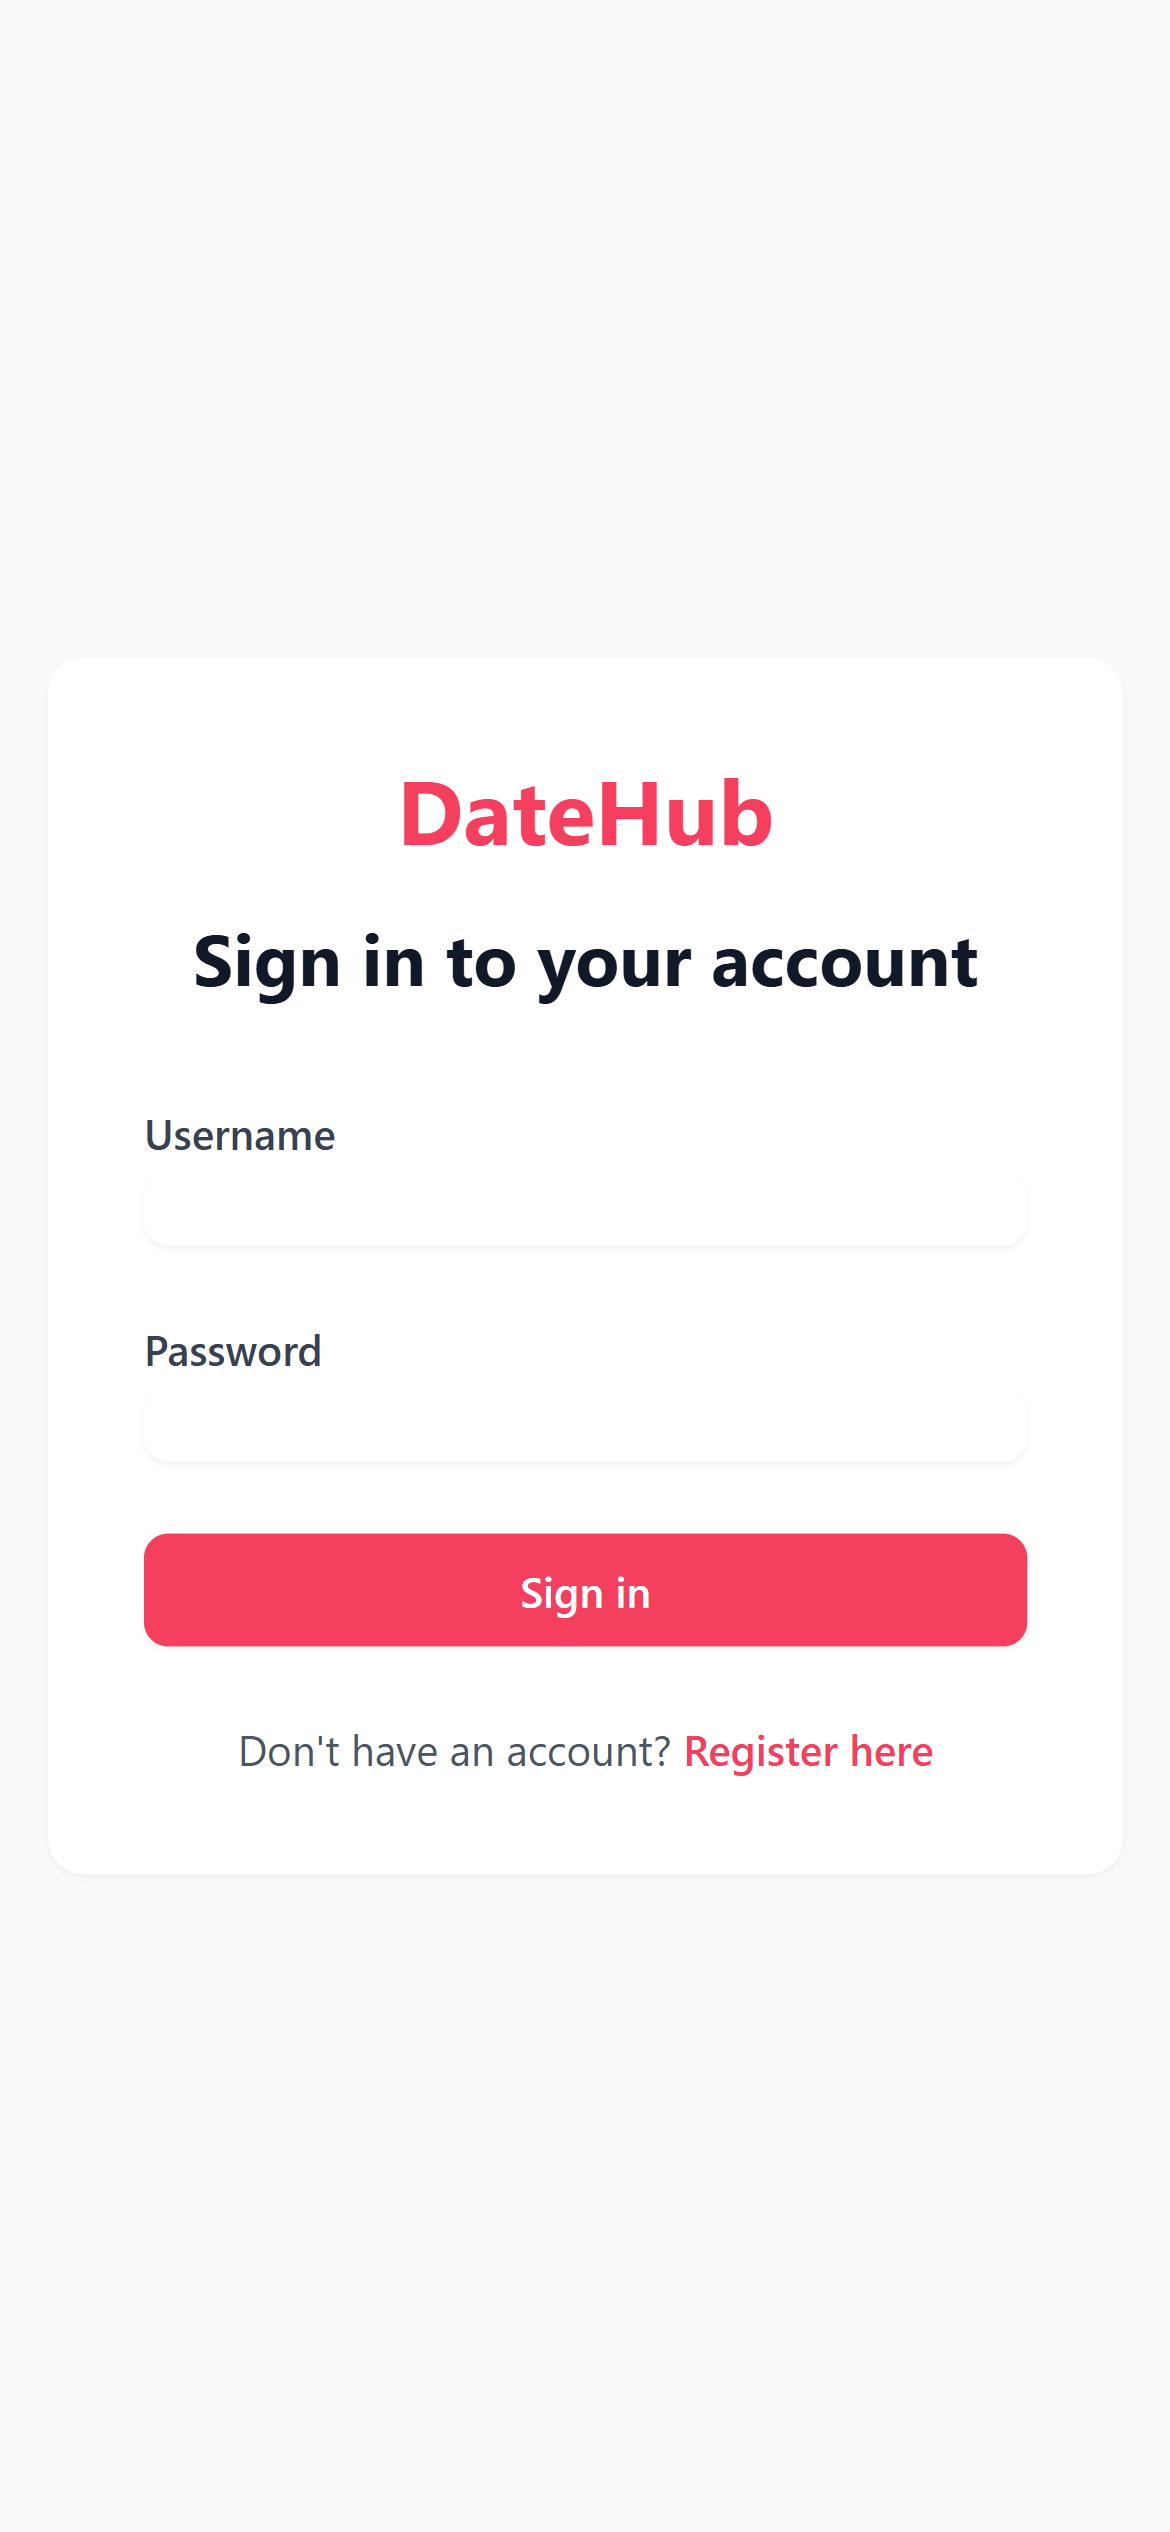 DateHub
Sign in to your account
Username
Password
Sign in
Don't have an account? Register here